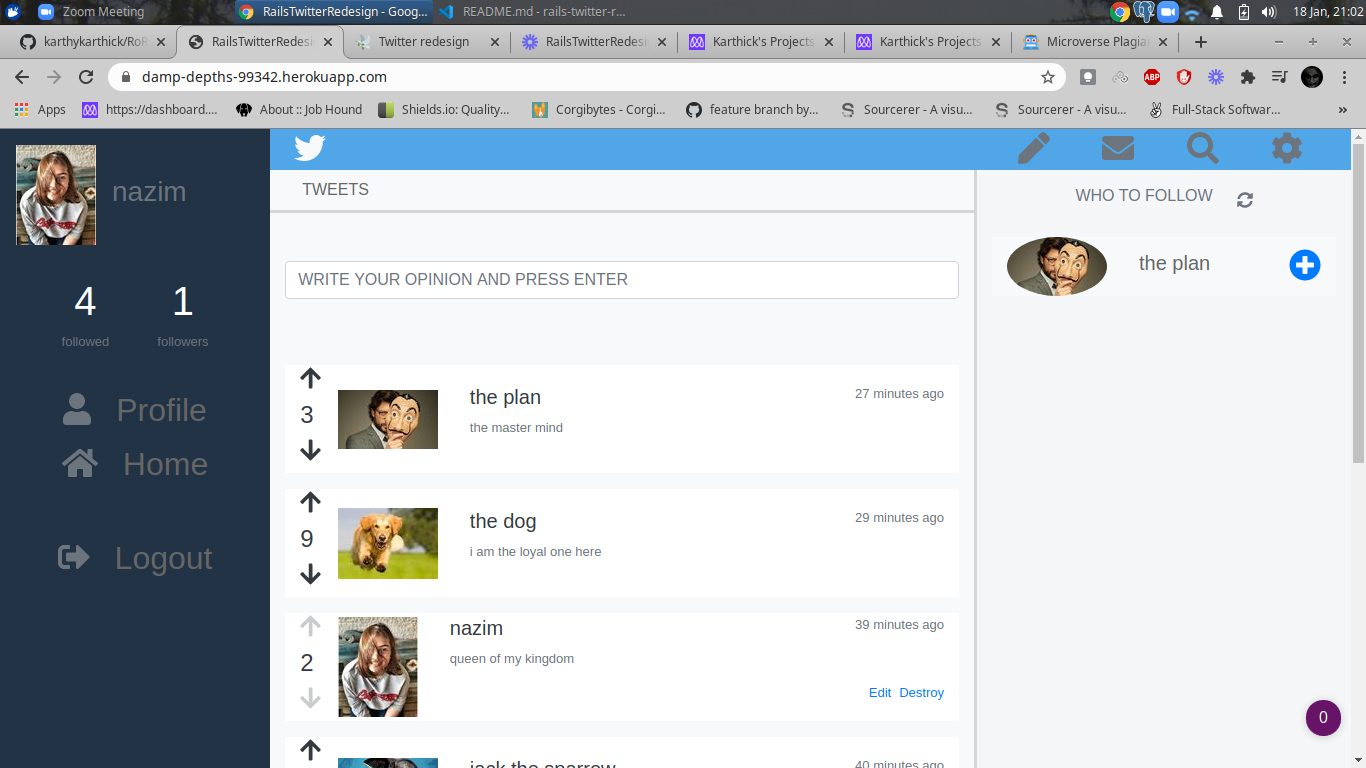 Zoom Meeting
RailsTwitterRedesign - Goog...
README.md - rails-twitter-r...
18 Jan, 21:02
karthykarthick/RoR
RailsTwitterRedesi
Twitter redesign
RailsTwitterRedesi
Karthick's Projects
Karthick's Projects
Microverse Plagiar
damp-depths-99342.herokuapp.com
ABP
Apps
https://dashboard....
About :: Job Hound
Shields.io: Quality...
Corgibytes - Corgi...
feature branch by...
Sourcerer - A visu...
Sourcerer - A visu...
Full-Stack Softwar...
»
nazim
4
1
followed
followers
Profile
Home
Logout
TWEETS
WRITE YOUR OPINION AND PRESS ENTER
3
the plan
27 minutes ago
the master mind
9
the dog
29 minutes ago
i am the loyal one here
2
nazim
39 minutes ago
queen of my kingdom
Edit Destroy
jack the sparrow
40 minutes ago
WHO TO FOLLOW
the plan
0